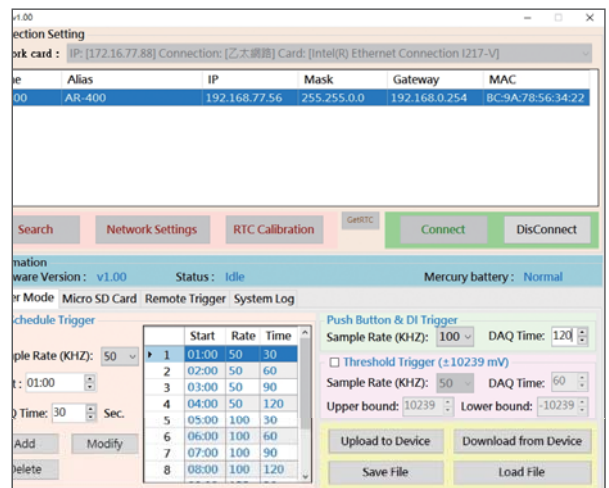 v1.00
ection Setting
ork card : IP: [172.16.77.88] Connection: [乙太網路] Card: [Intel(R) Ethernet Connection I217-V]
e Alias IP Mask Gateway MAC
00 AR-400 192.168.77.56 255.255.0.0 192.168.0.254 BC:9A:78:56:34:22
Search Network Settings RTC Calibration GetRTC Connect DisConnect
mation
ware Version : v1.00 Status : Idle Mercury battery : Normal
er Mode Micro SD Card Remote Trigger System Log
chedule Trigger
ple Rate (KHZ): 50
t : 01:00
Time: 30 Sec.
Add Modify
Delete
Start Rate Time
1 01:00 50 30
2 02:00 50 60
3 03:00 50 90
4 04:00 50 120
5 05:00 100 30
6 06:00 100 60
7 07:00 100 90
8 08:00 100 120
Push Button & DI Trigger
Sample Rate (KHZ): 100 DAQ Time: 120
Threshold Trigger (±10239 mV)
Sample Rate (KHZ): 50 DAQ Time: 60
Upper bound: 10239 Lower bound: -10239
Upload to Device Download from Device
Save File Load File